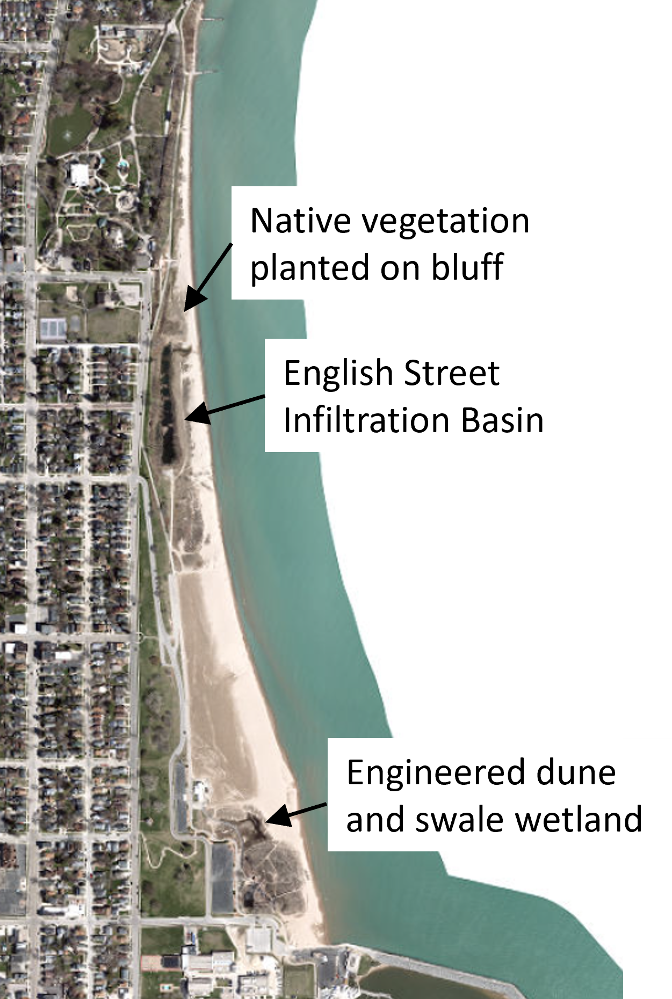 Native vegetation
planted on bluff
English Street
Infiltration Basin
Engineered dune
and swale wetland